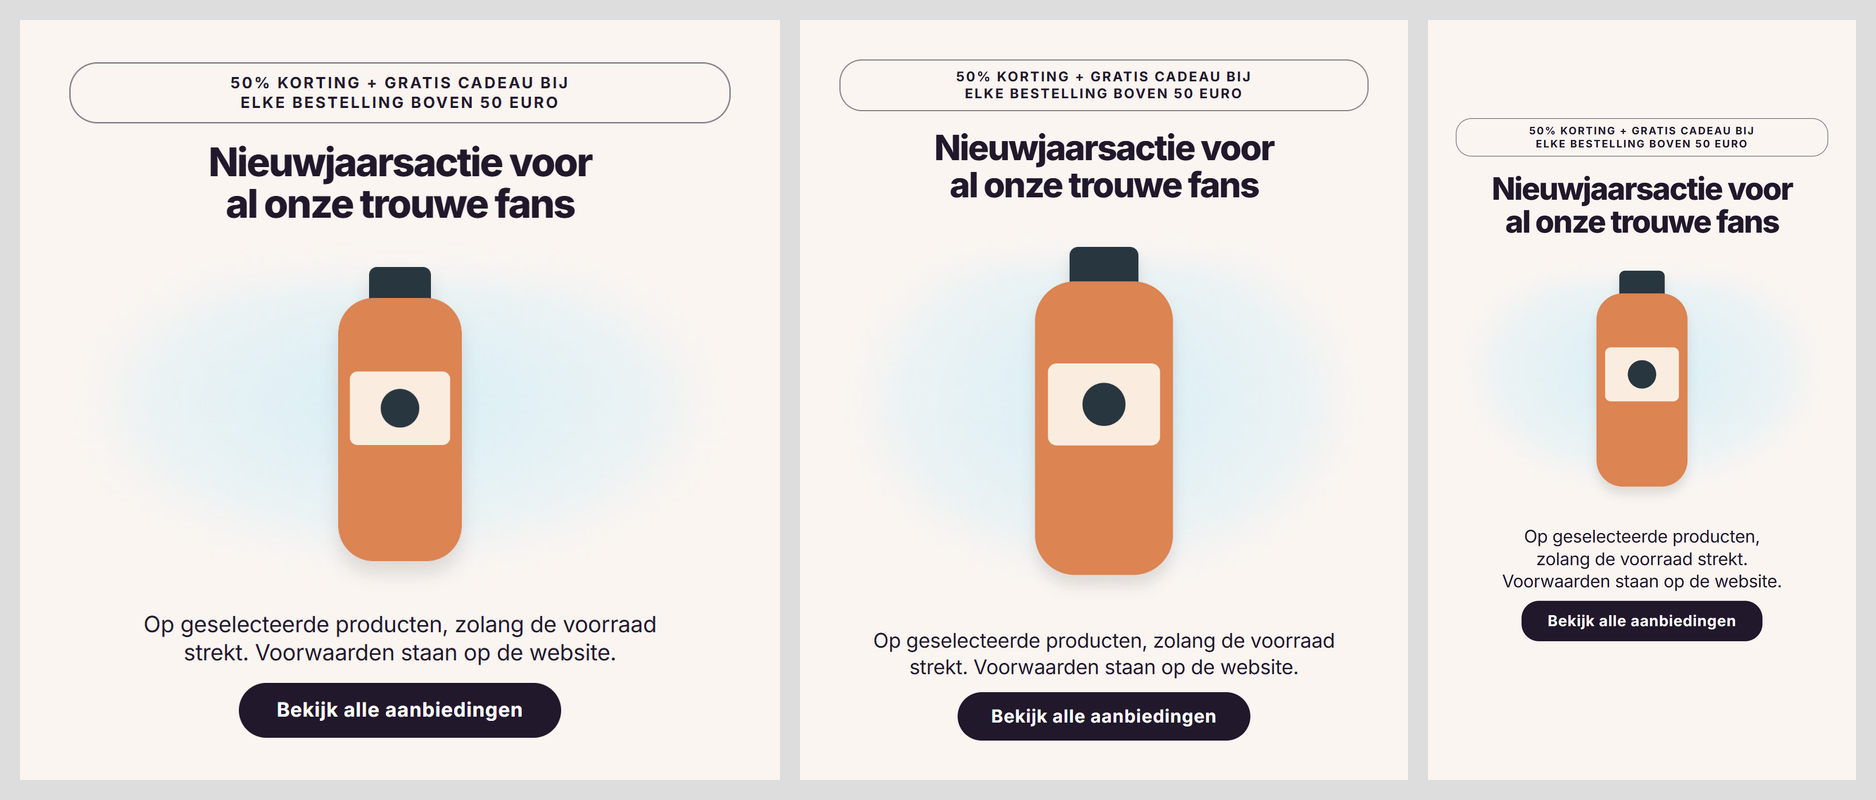 50% KORTING + GRATIS CADEAU BIJ
ELKE BESTELLING BOVEN 50 EURO
Nieuwjaarsactie voor
al onze trouwe fans
Op geselecteerde producten, zolang de voorraad
strekt. Voorwaarden staan op de website.
Bekijk alle aanbiedingen
50% KORTING + GRATIS CADEAU BIJ
ELKE BESTELLING BOVEN 50 EURO
Nieuwjaarsactie voor
al onze trouwe fans
Op geselecteerde producten, zolang de voorraad
strekt. Voorwaarden staan op de website.
Bekijk alle aanbiedingen
50% KORTING + GRATIS CADEAU BIJ
ELKE BESTELLING BOVEN 50 EURO
Nieuwjaarsactie voor
al onze trouwe fans
Op geselecteerde producten,
zolang de voorraad strekt.
Voorwaarden staan op de website.
Bekijk alle aanbiedingen